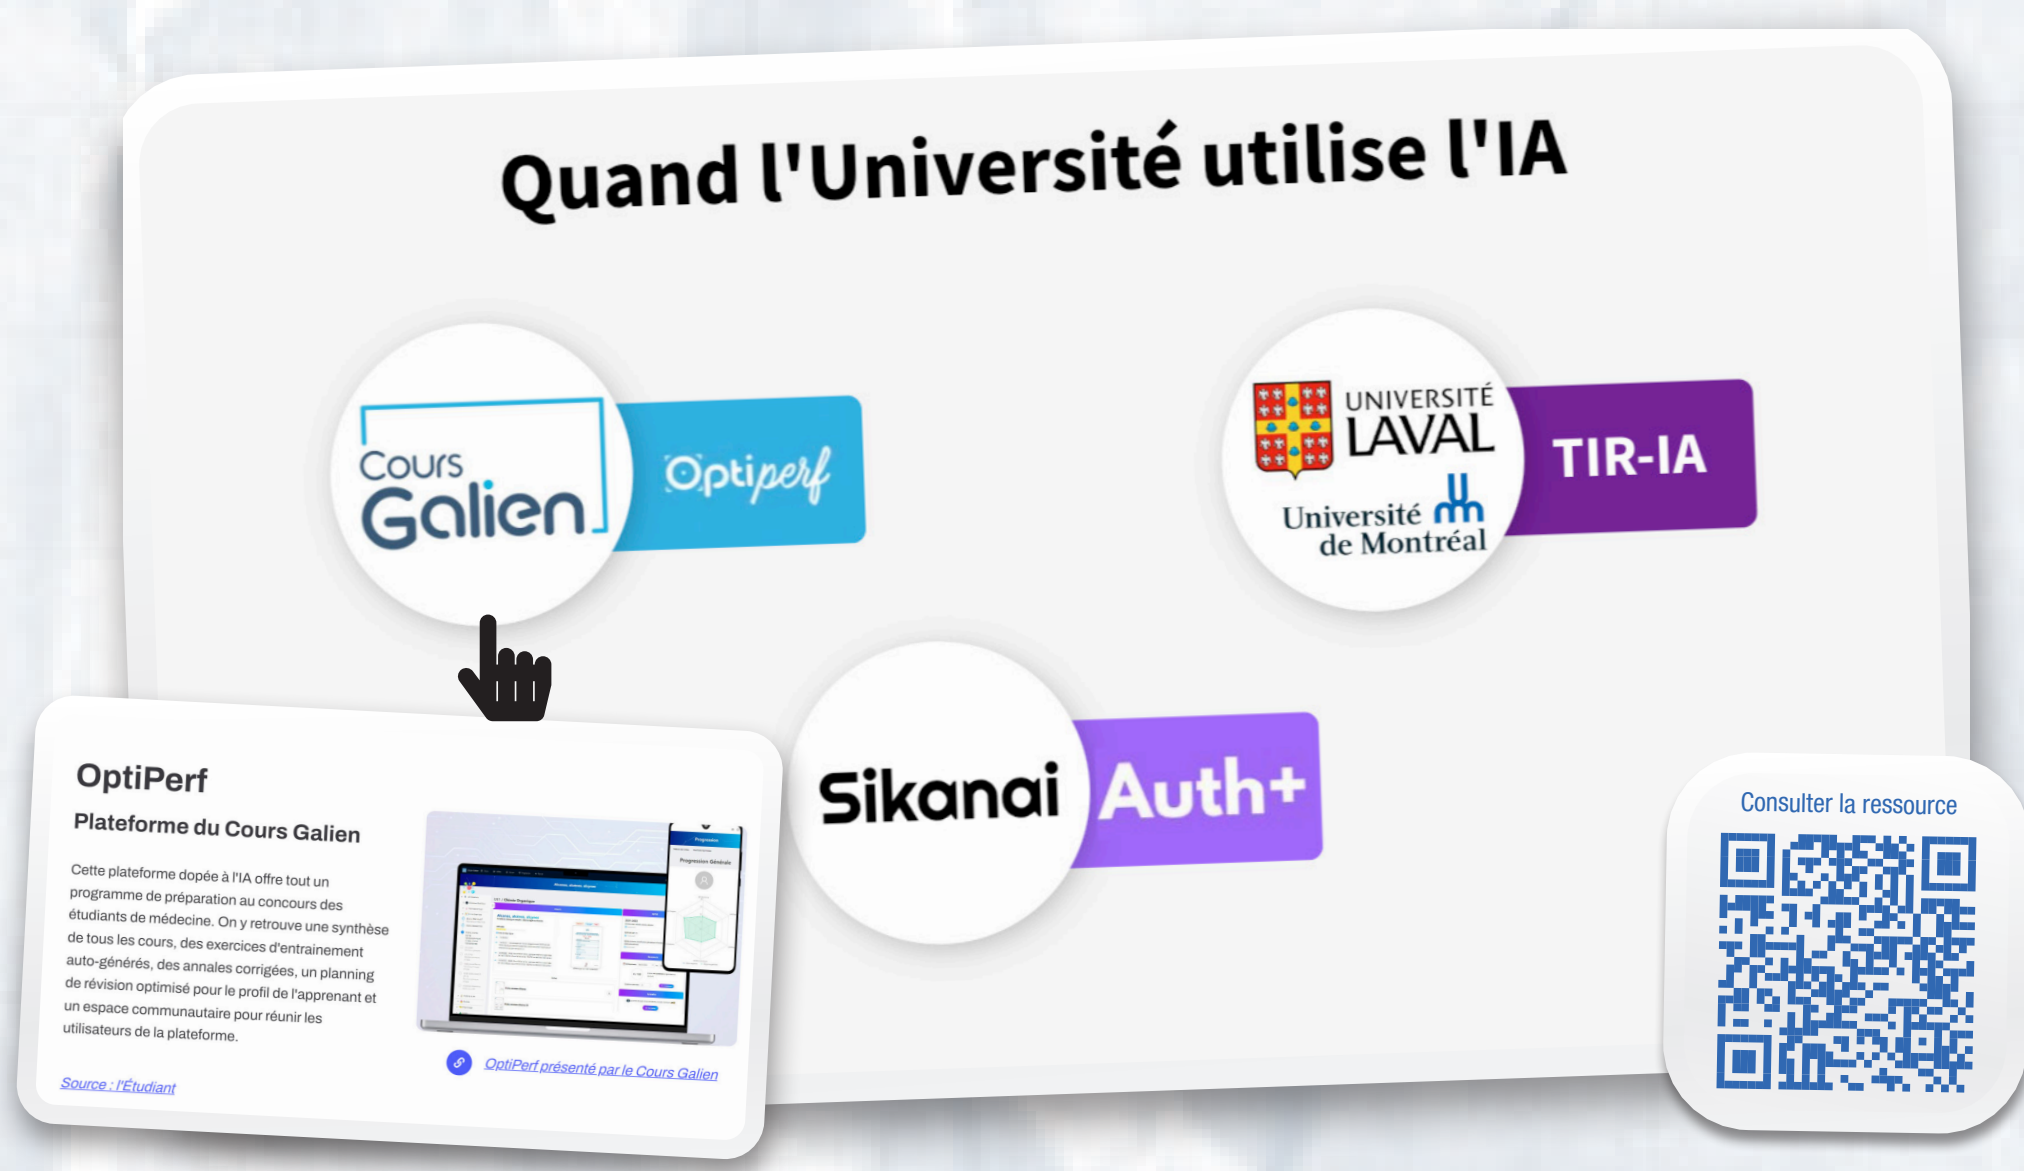 Quand l'Université utilise l'IA
Cours
Galien
Optiperf
UNIVERSITÉ
LAVAL
Université
de Montréal
TIR-IA
Sikanai
Auth+
OptiPerf
Plateforme du Cours Galien
Cette plateforme dopée à l'IA offre tout un
programme de préparation au concours des
étudiants de médecine. On y retrouve une synthèse
de tous les cours, des exercices d'entrainement
auto-générés, des annales corrigées, un planning
de révision optimisé pour le profil de l'apprenant et
un espace communautaire pour réunir les
utilisateurs de la plateforme.
Source : l'Étudiant
Progression
Progression Générale
OptiPerf présenté par le Cours Galien
Consulter la ressource